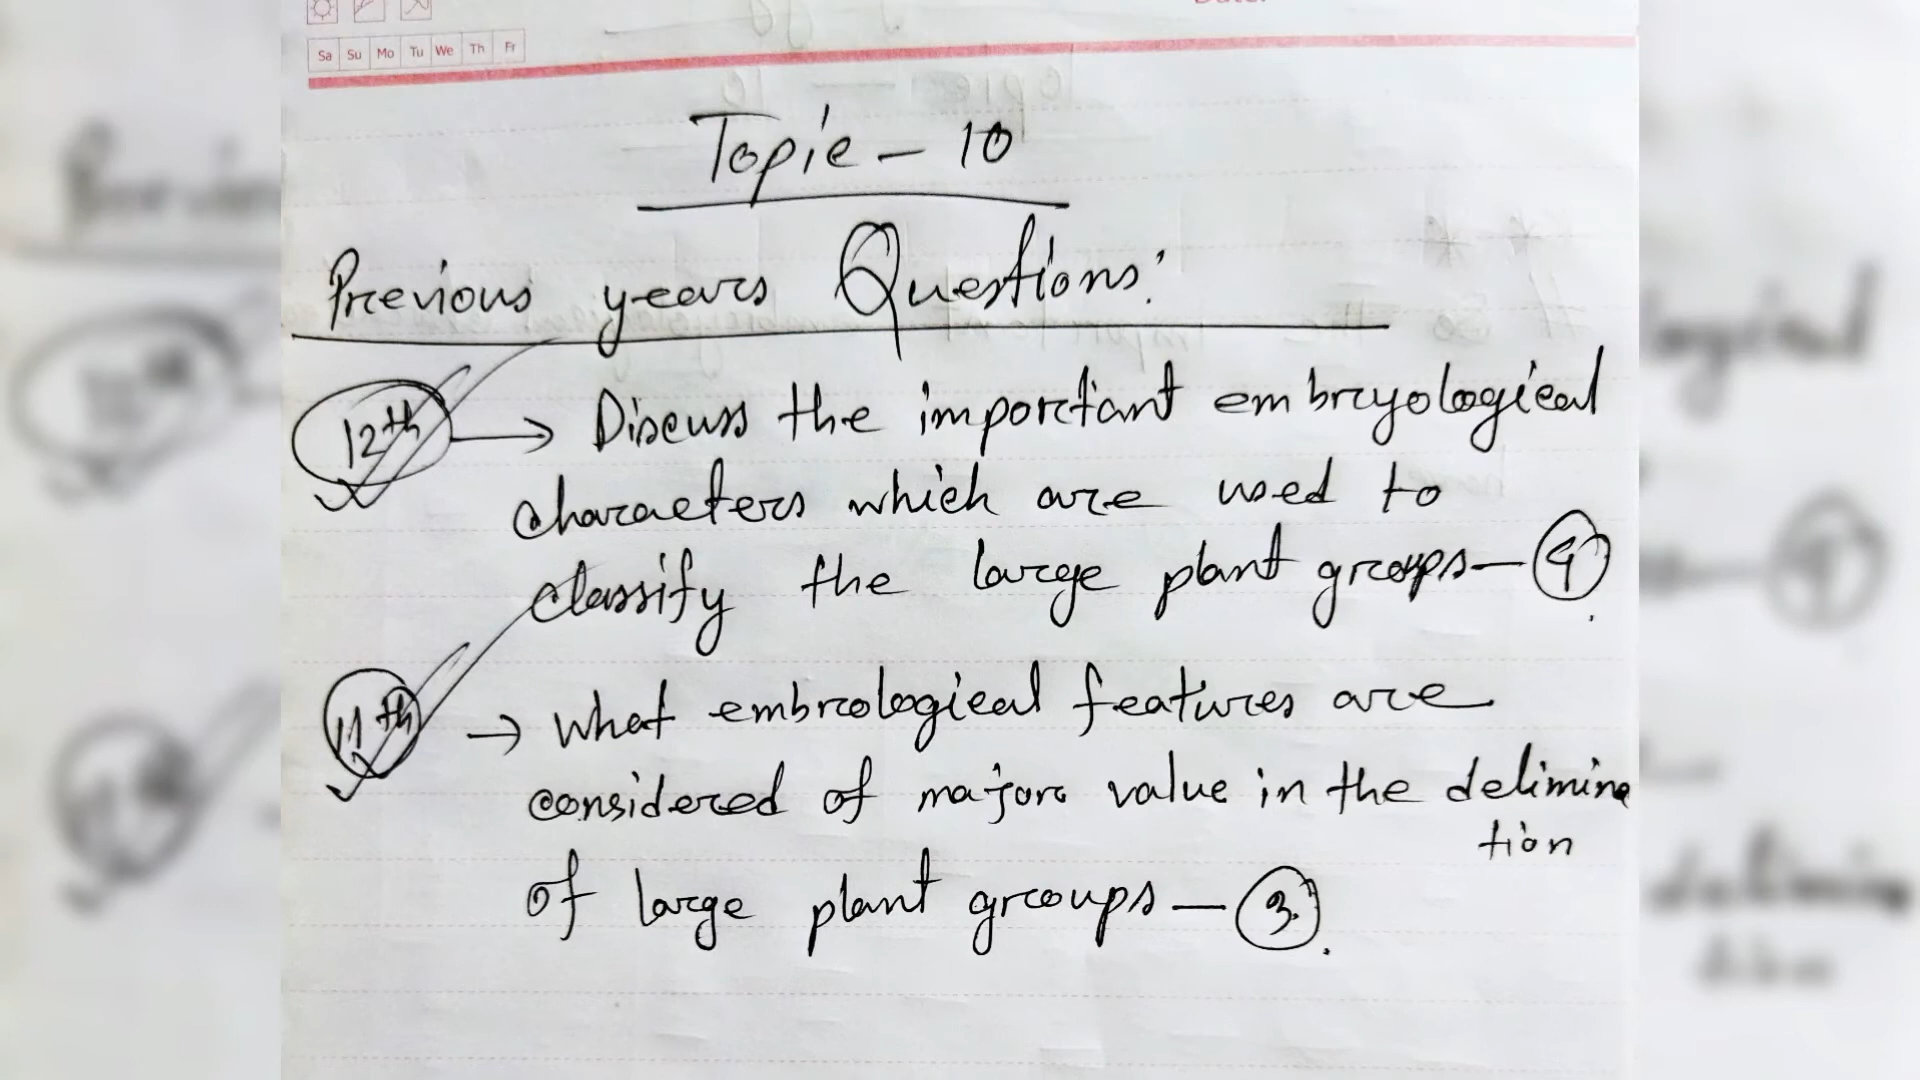 Sa Su Mo Tu We Th Fr
Topic - 10
Previous years Questions:
12th → Discuss the important embryological
characters which are used to
classify the large plant groups - 4
11th → What embrological features are
considered of major value in the delimina
tion
of large plant groups - 3.